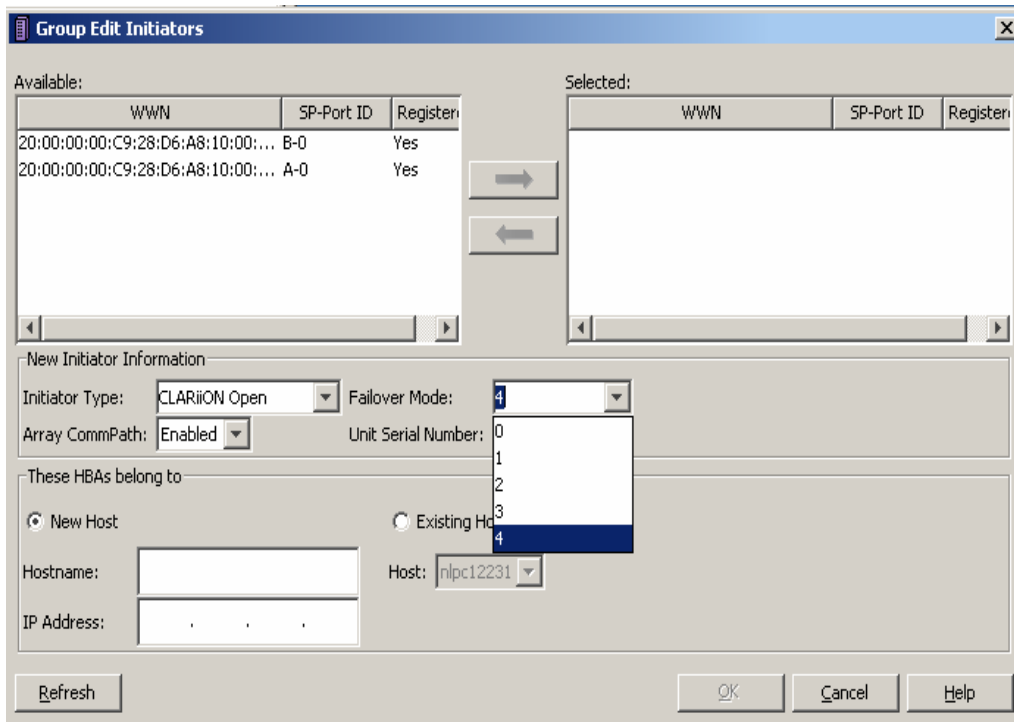 Group Edit Initiators
Available:
Selected:
WWN SP-Port ID Register
WWN SP-Port ID Register
20:00:00:00:C9:28:D6:A8:10:00:... B-0 Yes
20:00:00:00:C9:28:D6:A8:10:00:... A-0 Yes
New Initiator Information
Initiator Type: CLARiiON Open Failover Mode: 4
Array CommPath: Enabled Unit Serial Number: 0
1
2
3
4
These HBAs belong to
New Host Existing Ho
Hostname: Host: nlpc12231
IP Address: . . .
Refresh OK Cancel Help